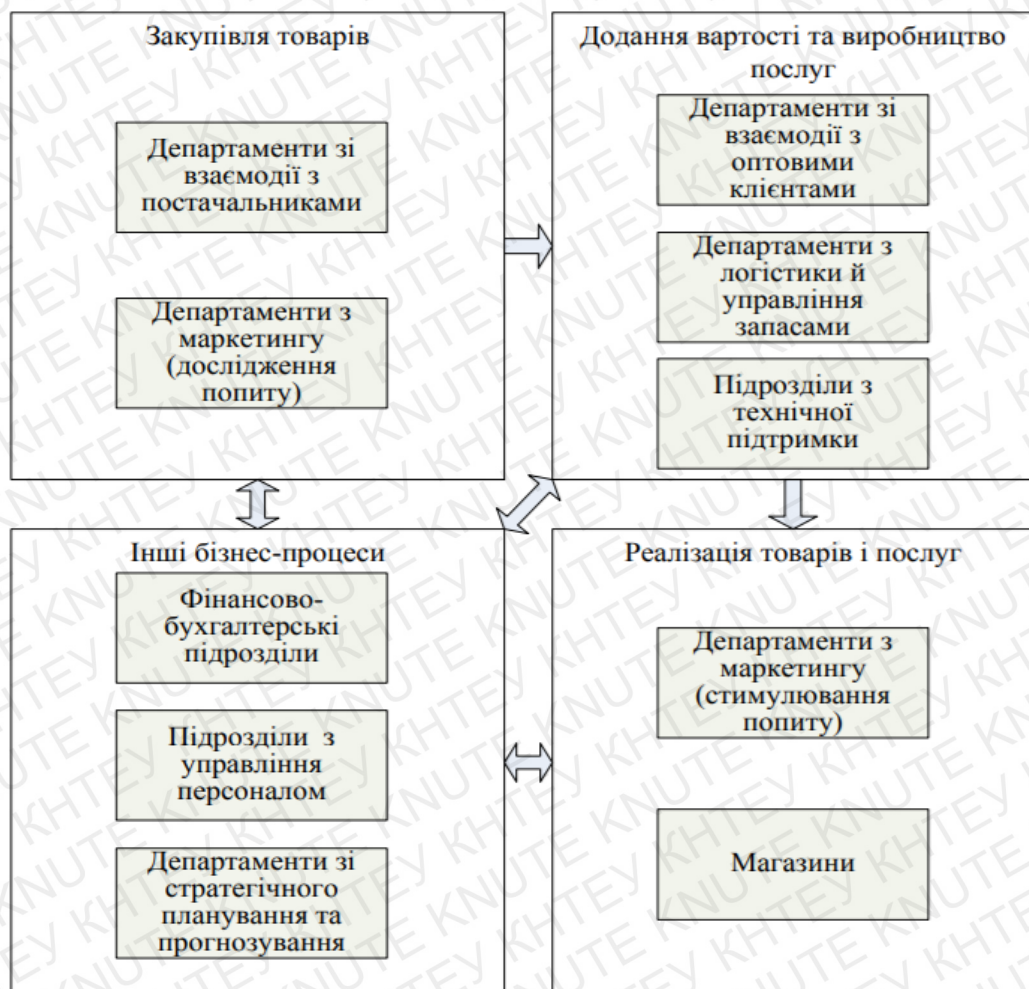 Закупівля товарів
Департаменти зі
взаємодії з
постачальниками
Департаменти з
маркетингу
(дослідження
попиту)
Додання вартості та виробництво
послуг
Департаменти зі
взаємодії з
оптовими
клієнтами
Департаменти з
логістики й
управління
запасами
Підрозділи з
технічної
підтримки
Інші бізнес-процеси
Фінансово-
бухгалтерські
підрозділи
Підрозділи з
управління
персоналом
Департаменти зі
стратегічного
планування та
прогнозування
Реалізація товарів і послуг
Департаменти з
маркетингу
(стимулювання
попиту)
Магазини